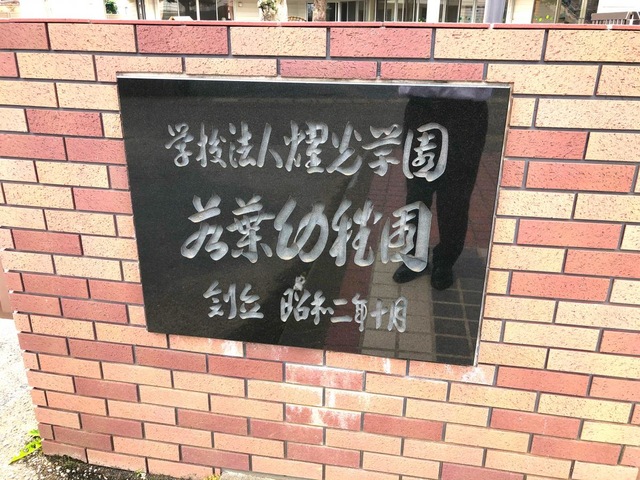 学校法人燿光学園
若葉幼稚園
創立 昭和二年十月